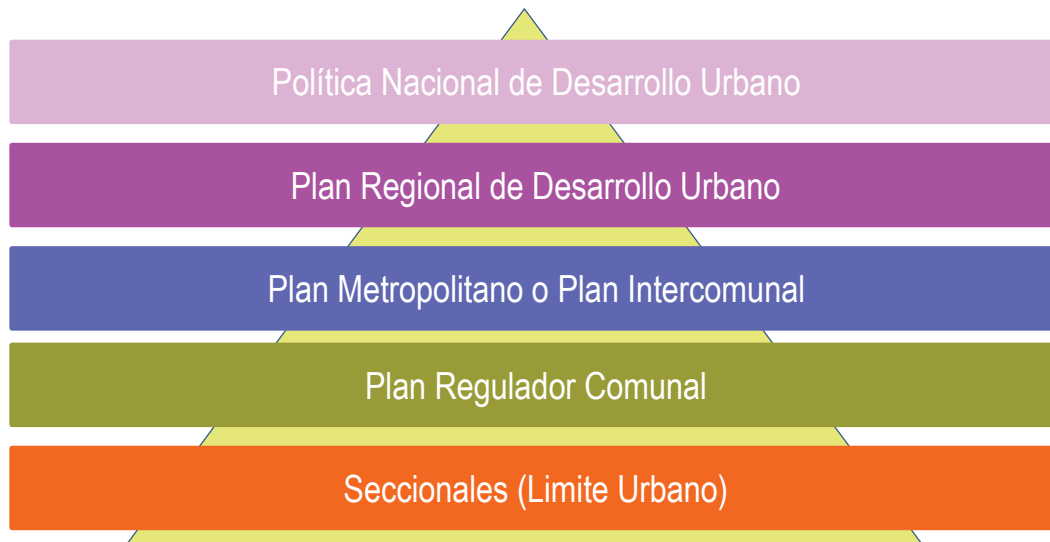 Política Nacional de Desarrollo Urbano
Plan Regional de Desarrollo Urbano
Plan Metropolitano o Plan Intercomunal
Plan Regulador Comunal
Seccionales (Limite Urbano)